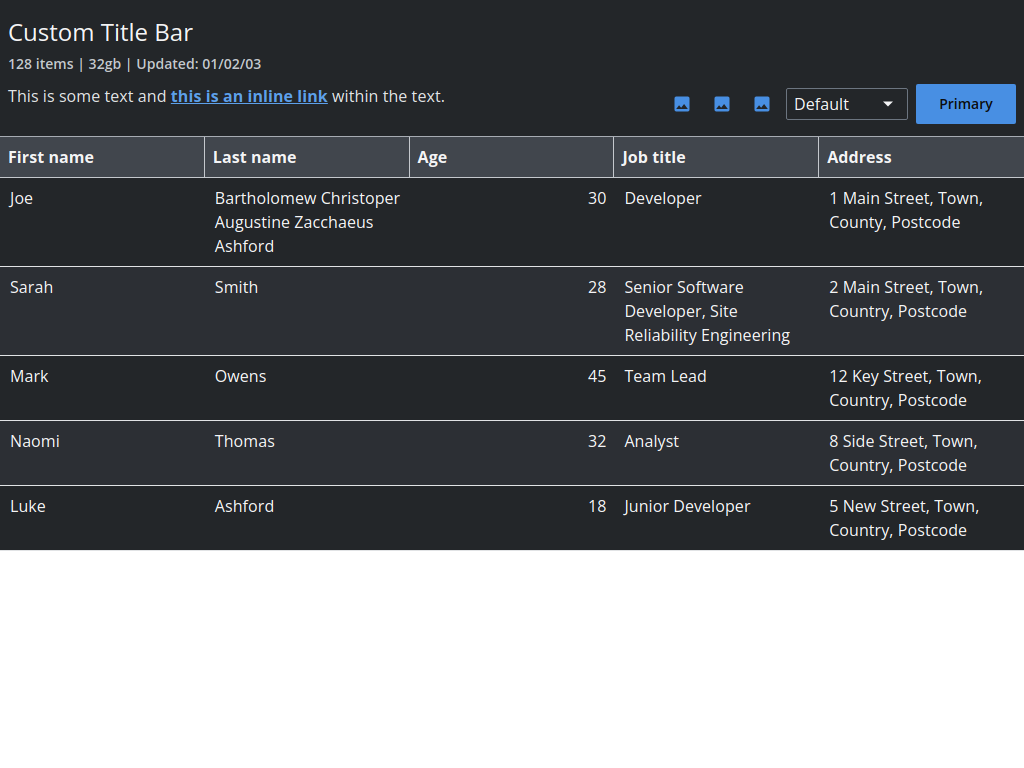 Custom Title Bar
128 items | 32gb | Updated: 01/02/03
This is some text and this is an inline link within the text.
Default
Primary
First name Last name Age Job title Address
Joe Bartholomew Christoper 30 Developer 1 Main Street, Town,
Augustine Zacchaeus County, Postcode
Ashford
Sarah Smith 28 Senior Software 2 Main Street, Town,
Developer, Site Country, Postcode
Reliability Engineering
Mark Owens 45 Team Lead 12 Key Street, Town,
Country, Postcode
Naomi Thomas 32 Analyst 8 Side Street, Town,
Country, Postcode
Luke Ashford 18 Junior Developer 5 New Street, Town,
Country, Postcode